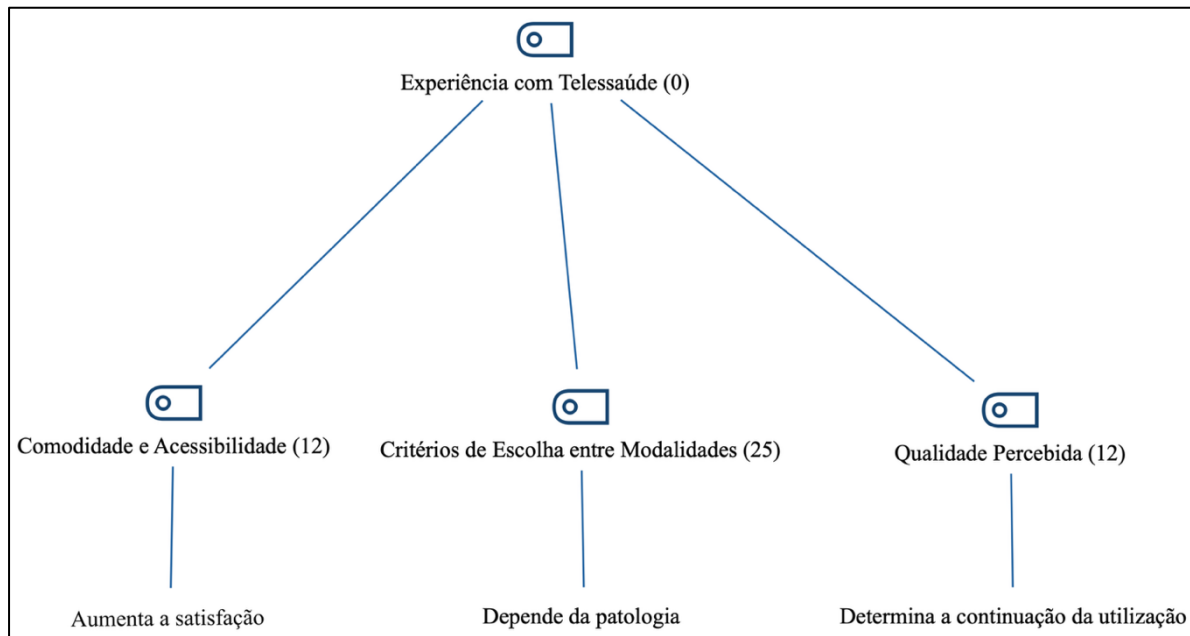 Experiência com Telessaúde (0)
Comodidade e Acessibilidade (12)
Critérios de Escolha entre Modalidades (25)
Qualidade Percebida (12)
Aumenta a satisfação
Depende da patologia
Determina a continuação da utilização